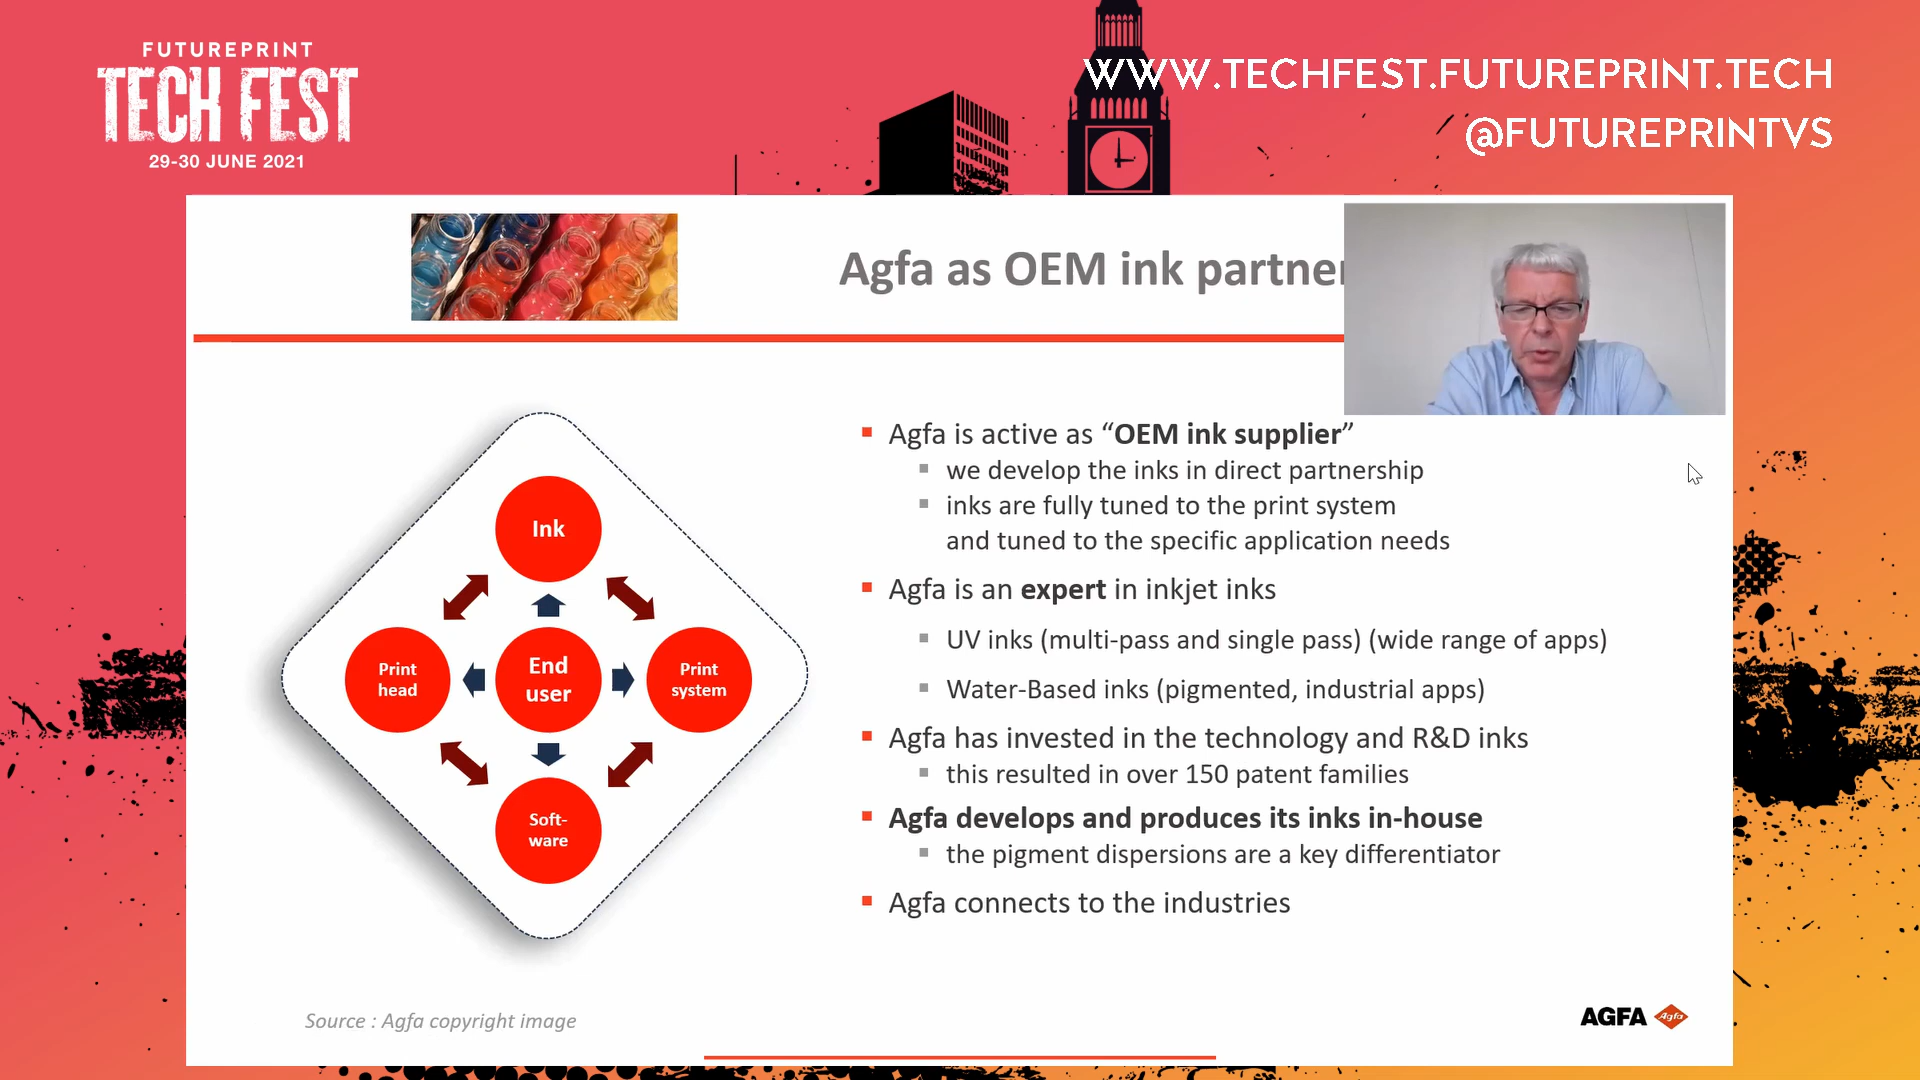 FUTUREPRINT
TECH FEST
29-30 JUNE 2021
WWW.TECHFEST.FUTUREPRINT.TECH
@FUTUREPRINTVS
Agfa as OEM ink partner
Ink
Print
head
End
user
Print
system
Soft-
ware
Agfa is active as “OEM ink supplier”
we develop the inks in direct partnership
inks are fully tuned to the print system
and tuned to the specific application needs
Agfa is an expert in inkjet inks
UV inks (multi-pass and single pass) (wide range of apps)
Water-Based inks (pigmented, industrial apps)
Agfa has invested in the technology and R&D inks
this resulted in over 150 patent families
Agfa develops and produces its inks in-house
the pigment dispersions are a key differentiator
Agfa connects to the industries
Source : Agfa copyright image
AGFA Agfa